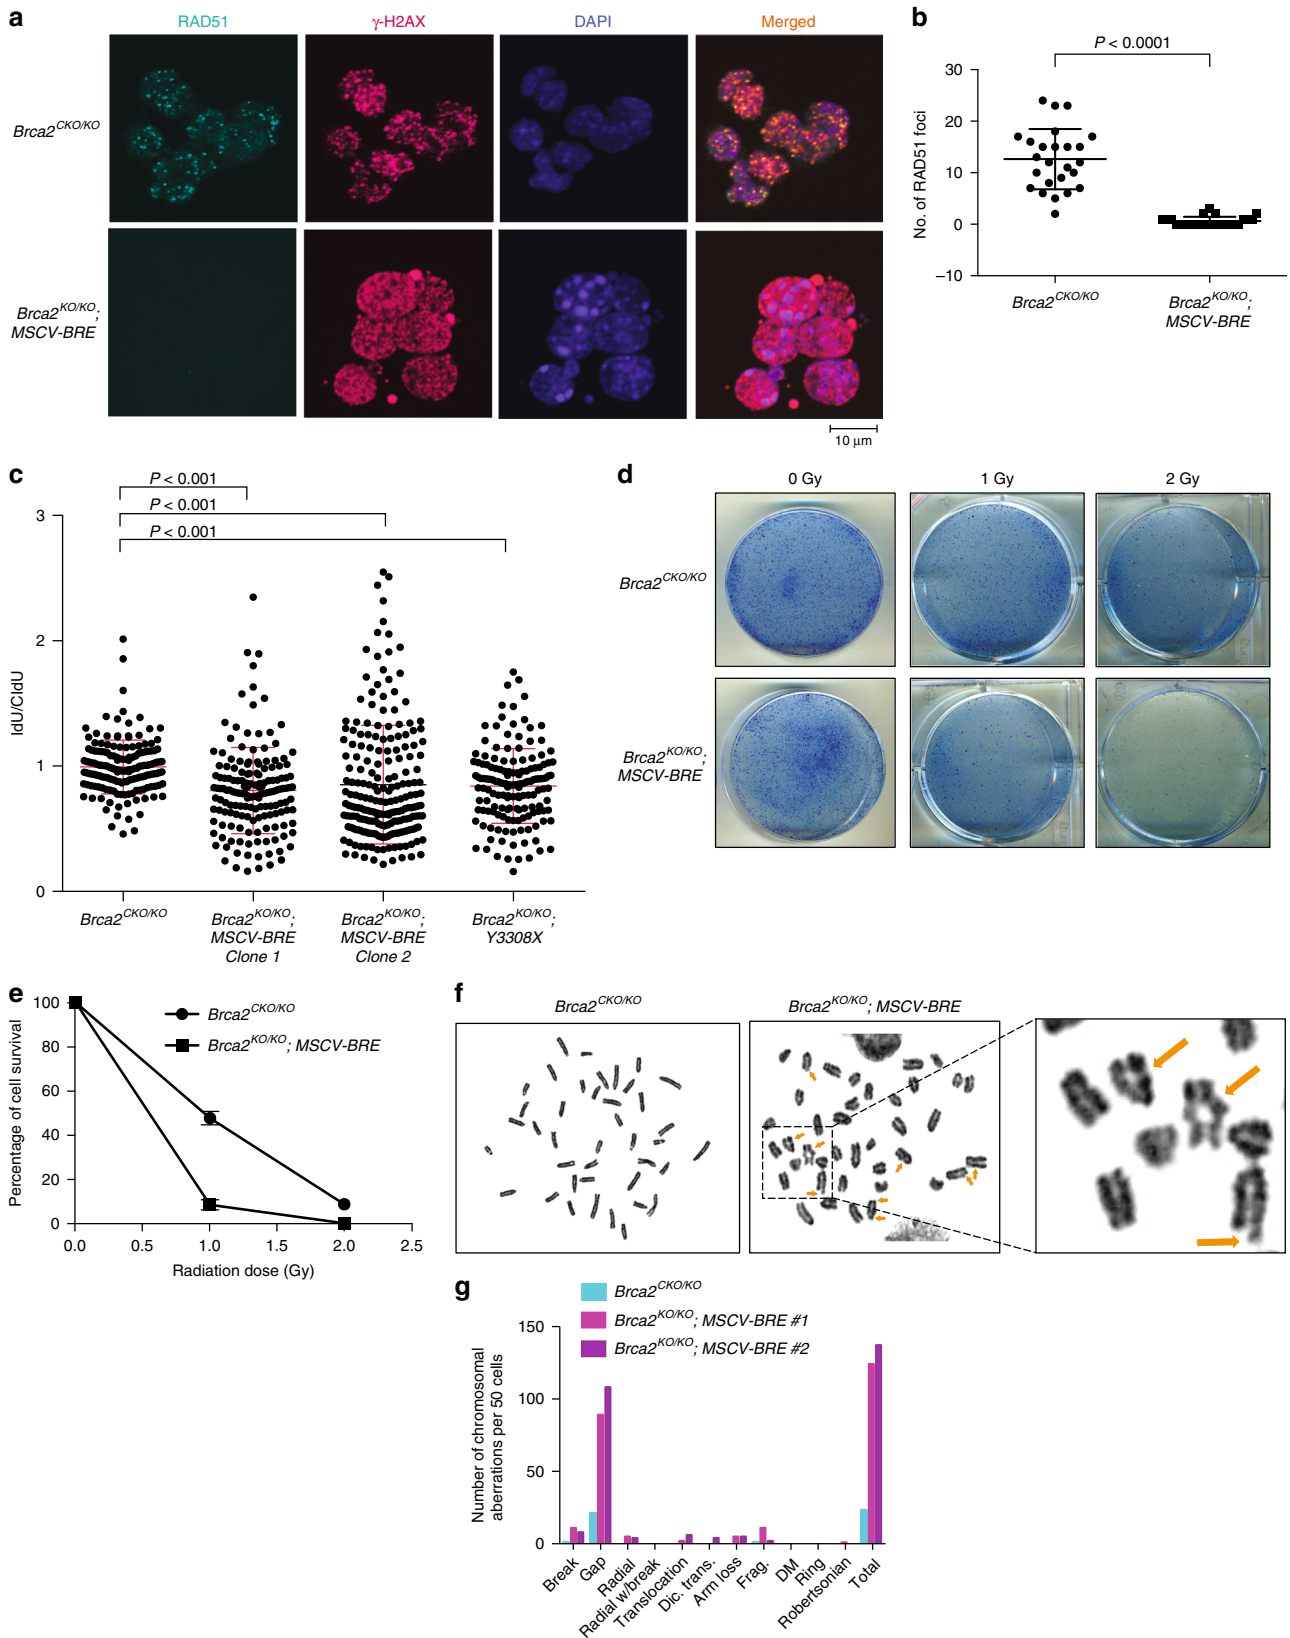 a
RAD51
γ-H2AX
DAPI
Merged
Brca2CKO/KO
Brca2KO/KO;
MSCV-BRE
10 µm
b
P < 0.0001
No. of RAD51 foci
30
20
10
0
−10
Brca2CKO/KO
Brca2KO/KO;
MSCV-BRE
c
P < 0.001
P < 0.001
P < 0.001
IdU/CldU
3
2
1
0
Brca2CKO/KO
Brca2KO/KO;
MSCV-BRE
Clone 1
Brca2KO/KO;
MSCV-BRE
Clone 2
Brca2KO/KO;
Y3308X
d
0 Gy
1 Gy
2 Gy
Brca2CKO/KO
Brca2KO/KO;
MSCV-BRE
e
Percentage of cell survival
100
80
60
40
20
0
0.0
0.5
1.0
1.5
2.0
2.5
Radiation dose (Gy)
Brca2CKO/KO
Brca2KO/KO; MSCV-BRE
f
Brca2CKO/KO
Brca2KO/KO; MSCV-BRE
g
Brca2CKO/KO
Brca2KO/KO; MSCV-BRE #1
Brca2KO/KO; MSCV-BRE #2
Number of chromosomal
aberrations per 50 cells
150
100
50
0
Break
Gap
Radial
Radial w/break
Translocation
Dic. trans.
Arm loss
Frag.
DM
Ring
Robertsonian
Total